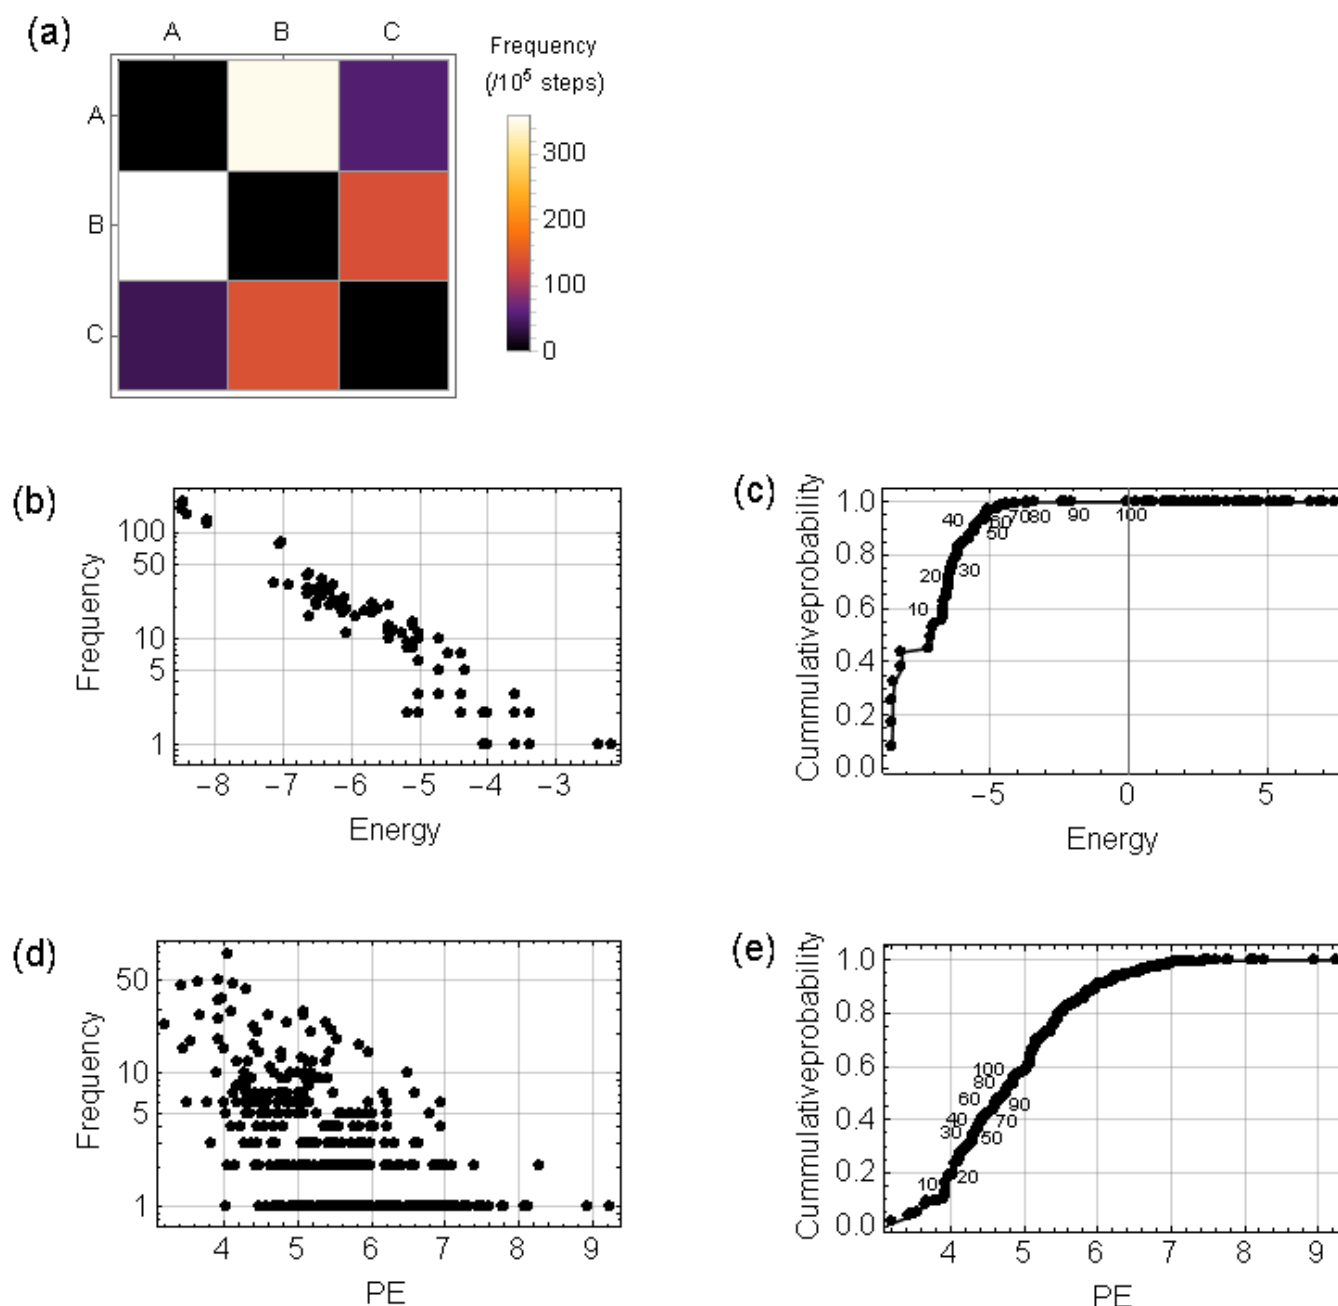 (a)
A B C
Frequency
(/10⁵ steps)
A
B
C
300
200
100
0
(b)
Frequency
100
50
10
5
1
−8 −7 −6 −5 −4 −3
Energy
(c)
Cummulativeprobability
1.0
0.8
0.6
0.4
0.2
0.0
40 60 70 80 90 100
50
20 30
10
−5 0 5
Energy
(d)
Frequency
50
10
5
1
4 5 6 7 8 9
PE
(e)
Cummulativeprobability
1.0
0.8
0.6
0.4
0.2
0.0
100
80
60 90
40 70
30 50
10 20
4 5 6 7 8 9
PE